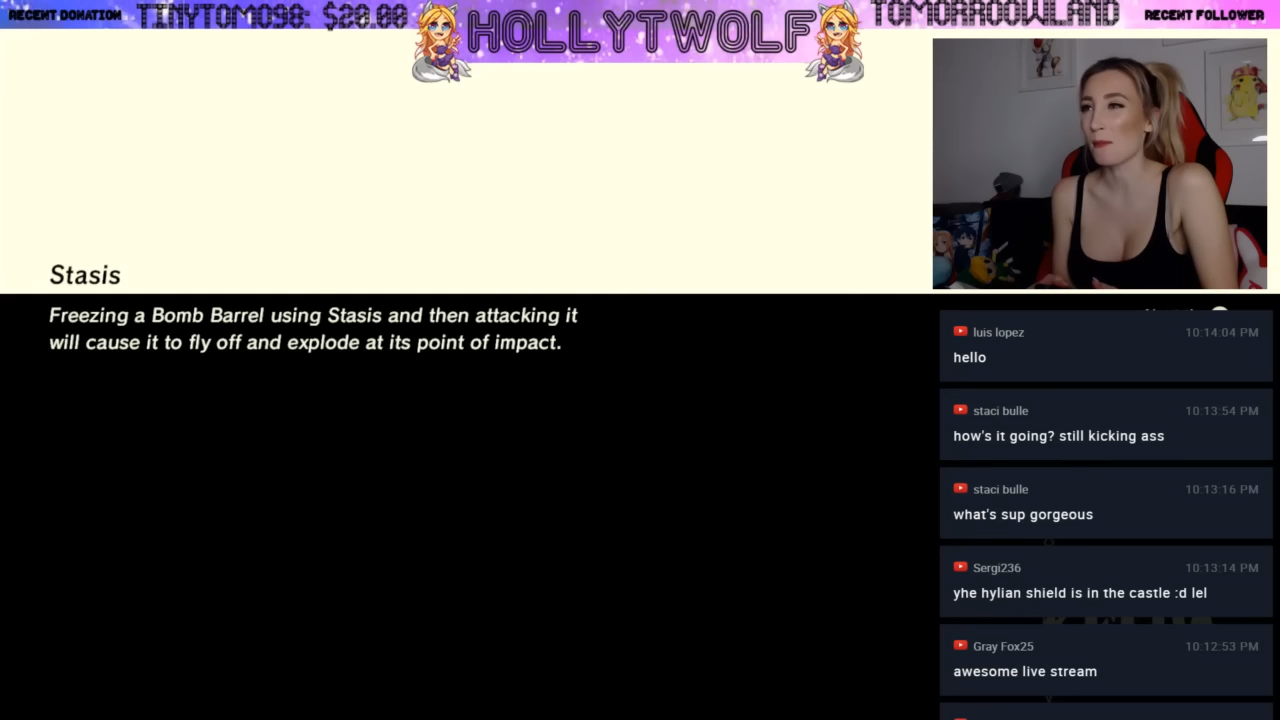 RECENT DONATION
TINYTOMO98: $20.00
HOLLYTWOLF
TOMORROOWLAND
RECENT FOLLOWER
Stasis
Freezing a Bomb Barrel using Stasis and then attacking it
will cause it to fly off and explode at its point of impact.
luis lopez 10:14:04 PM
hello
staci bulle 10:13:54 PM
how's it going? still kicking ass
staci bulle 10:13:16 PM
what's sup gorgeous
Sergi236 10:13:14 PM
yhe hylian shield is in the castle :d lel
Gray Fox25 10:12:53 PM
awesome live stream